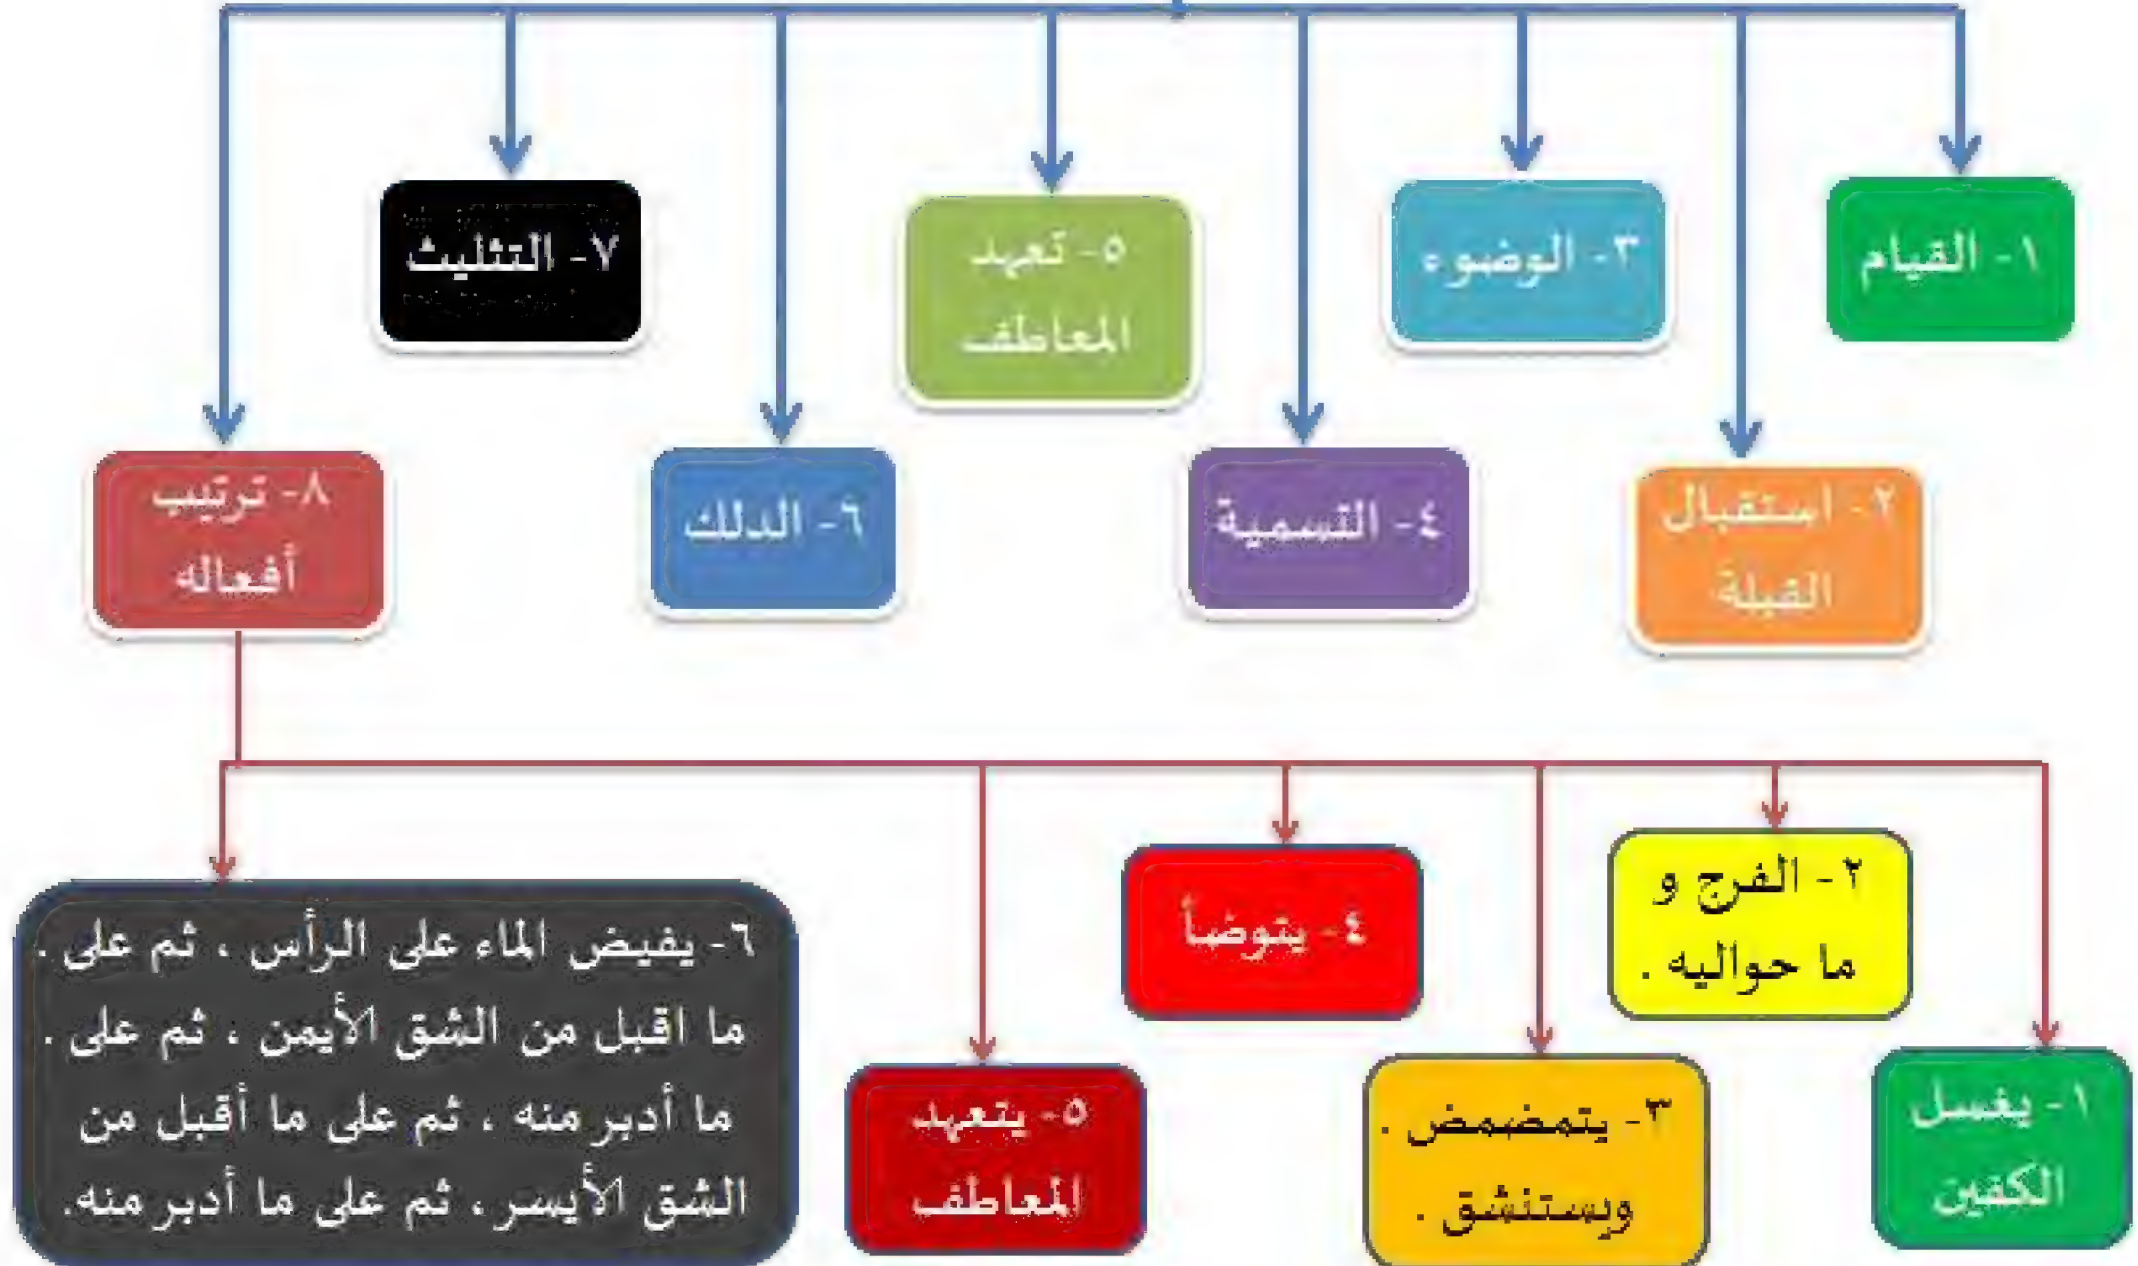 ١- القيام
٢- استقبال
القبلة
٣- الوضوء
٤- التسمية
٥- تعهد
المعاطف
٦- الدلك
٧- التثليث
٨- ترتيب
أفعاله
١- يغسل
الكفين
٢- الفرج و
ما حواليه .
٣- يتمضمض .
ويستنشق .
٤- يتوضأ
٥- يتعهد
المعاطف
٦- يفيض الماء على الرأس ، ثم على .
ما اقبل من الشق الأيمن ، ثم على .
ما أدبر منه ، ثم على ما أقبل من
الشق الأيسر ، ثم على ما أدبر منه.